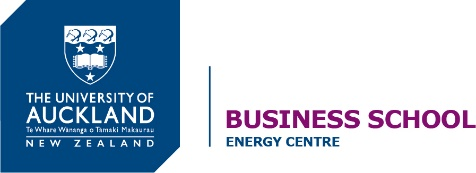 THE UNIVERSITY OF
AUCKLAND
Te Whare Wānanga o Tāmaki Makaurau
NEW ZEALAND
BUSINESS SCHOOL
ENERGY CENTRE